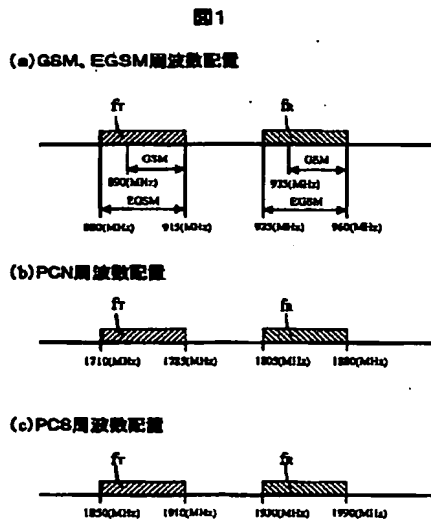 図1
(a)GSM、EGSM周波数配置
fT fR
GSM GSM
890(MHz) 935(MHz)
EGSM EGSM
880(MHz) 915(MHz) 925(MHz) 960(MHz)
(b)PCN周波数配置
fT fR
1710(MHz) 1785(MHz) 1805(MHz) 1880(MHz)
(c)PCS周波数配置
fT fR
1850(MHz) 1910(MHz) 1930(MHz) 1990(MHz)